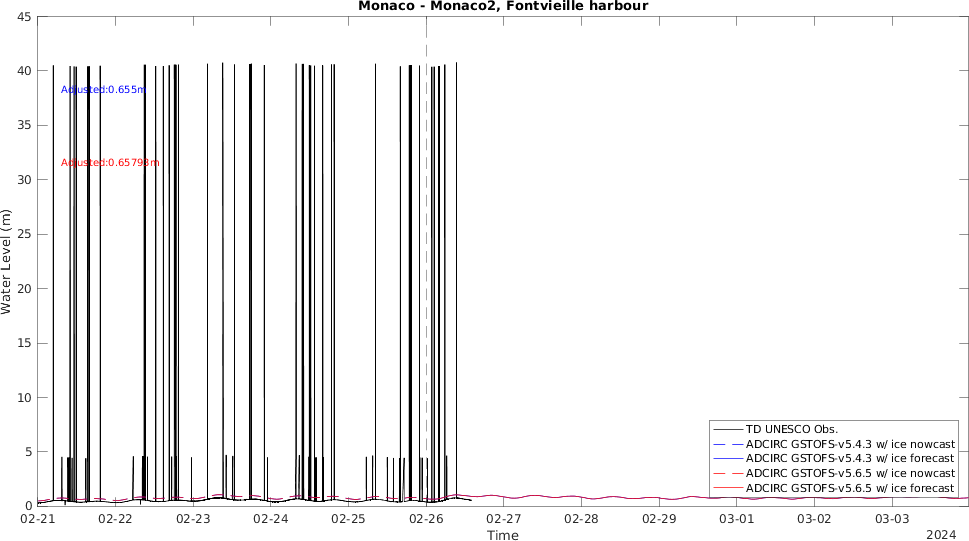 Monaco - Monaco2, Fontvieille harbour
45
40
35
30
25
20
15
10
5
0
Water Level (m)
Adjusted:0.655m
Adjusted:0.65793m
TD UNESCO Obs.
ADCIRC GSTOFS-v5.4.3 w/ ice nowcast
ADCIRC GSTOFS-v5.4.3 w/ ice forecast
ADCIRC GSTOFS-v5.6.5 w/ ice nowcast
ADCIRC GSTOFS-v5.6.5 w/ ice forecast
02-21 02-22 02-23 02-24 02-25 02-26 02-27 02-28 02-29 03-01 03-02 03-03
Time
2024